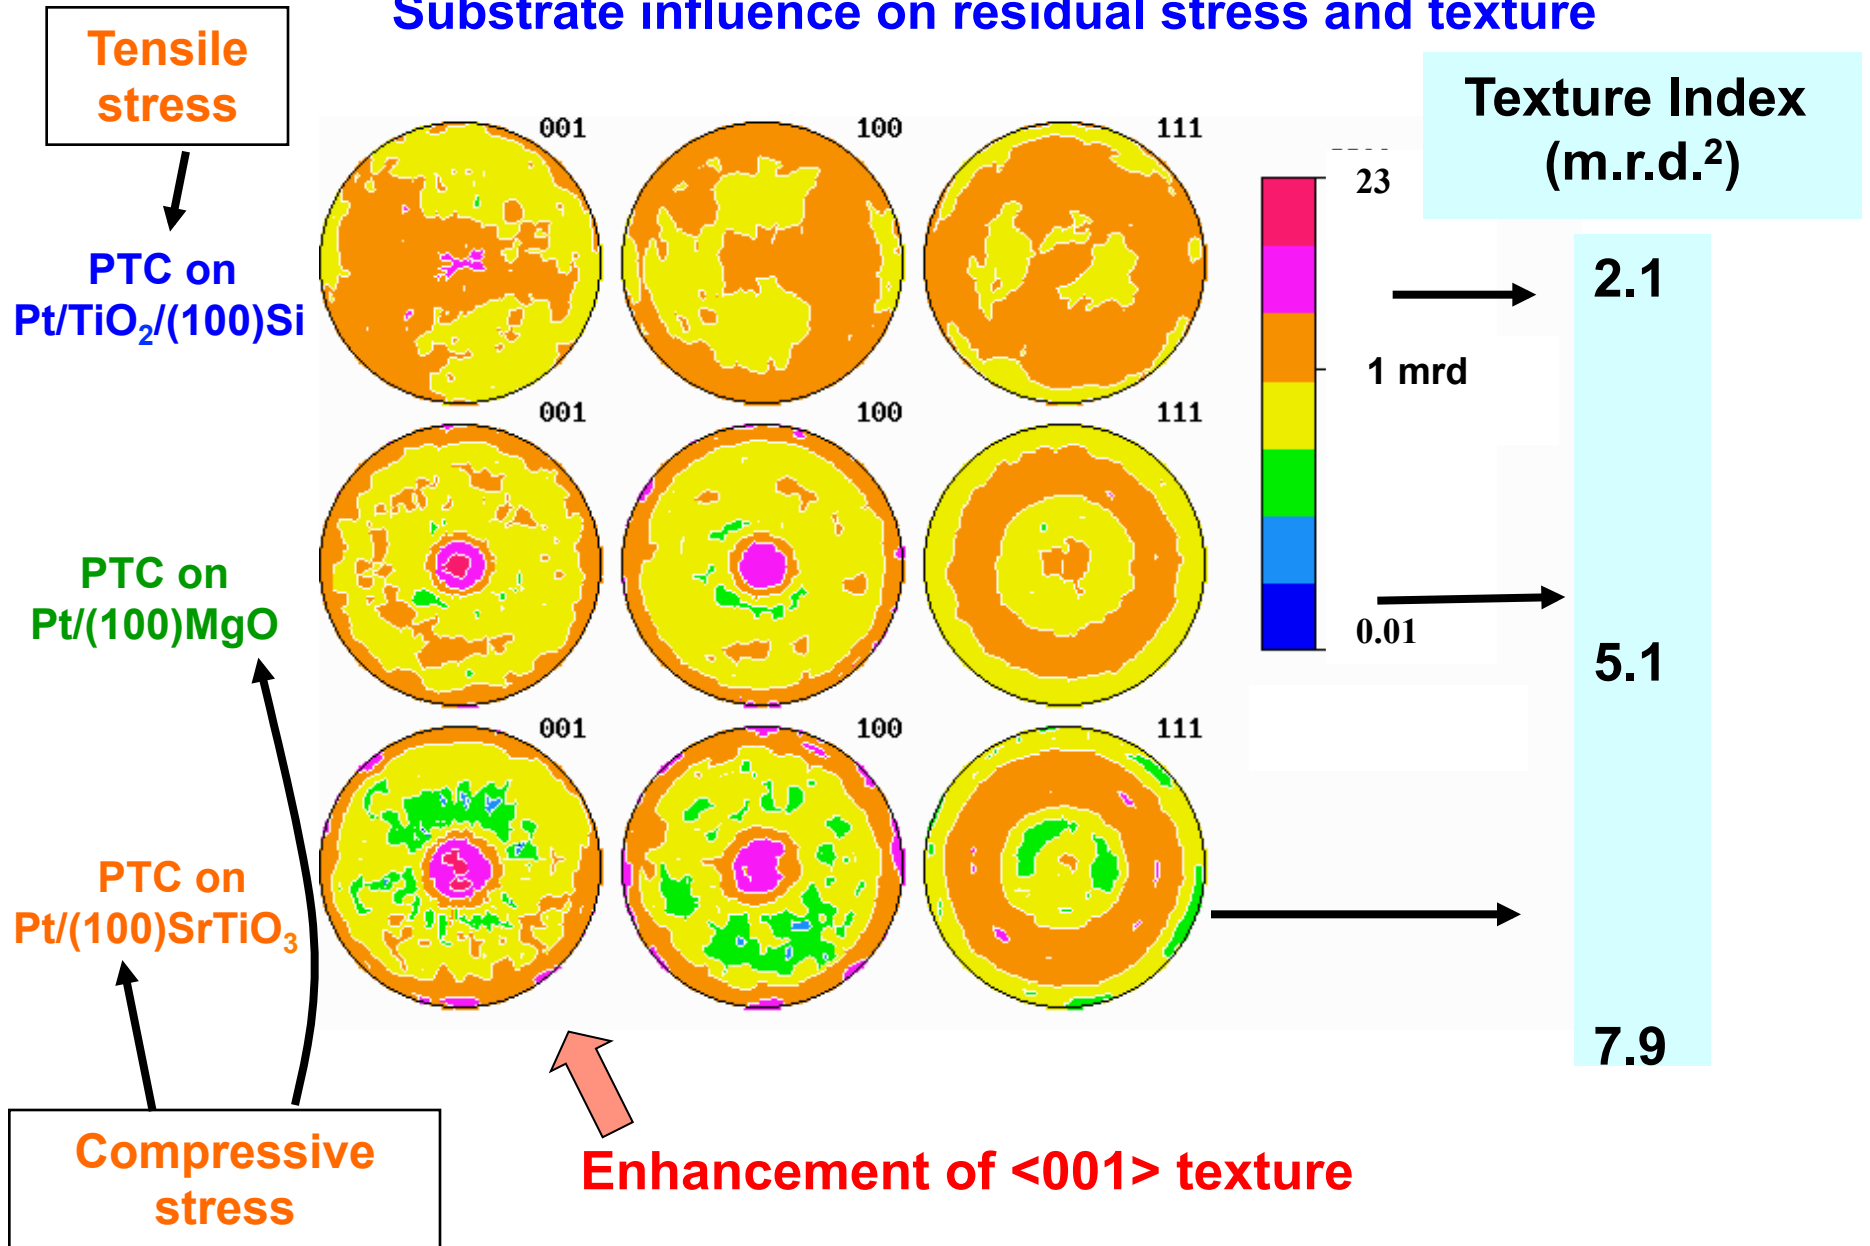 Substrate influence on residual stress and texture
Tensile
stress
Texture Index
(m.r.d.²)
001
100
111
23
PTC on
Pt/TiO₂/(100)Si
2.1
1 mrd
001
100
111
PTC on
Pt/(100)MgO
0.01
5.1
001
100
111
PTC on
Pt/(100)SrTiO₃
7.9
Compressive
stress
Enhancement of <001> texture